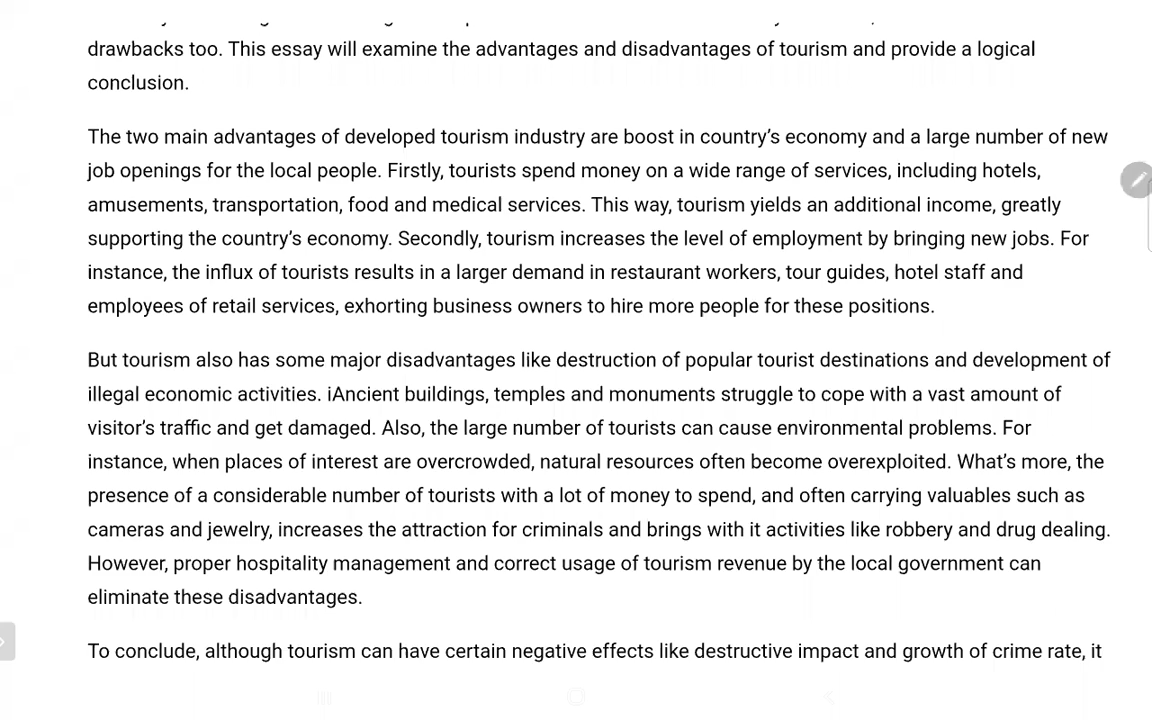 drawbacks too. This essay will examine the advantages and disadvantages of tourism and provide a logical
conclusion.
The two main advantages of developed tourism industry are boost in country's economy and a large number of new
job openings for the local people. Firstly, tourists spend money on a wide range of services, including hotels,
amusements, transportation, food and medical services. This way, tourism yields an additional income, greatly
supporting the country's economy. Secondly, tourism increases the level of employment by bringing new jobs. For
instance, the influx of tourists results in a larger demand in restaurant workers, tour guides, hotel staff and
employees of retail services, exhorting business owners to hire more people for these positions.
But tourism also has some major disadvantages like destruction of popular tourist destinations and development of
illegal economic activities. iAncient buildings, temples and monuments struggle to cope with a vast amount of
visitor's traffic and get damaged. Also, the large number of tourists can cause environmental problems. For
instance, when places of interest are overcrowded, natural resources often become overexploited. What's more, the
presence of a considerable number of tourists with a lot of money to spend, and often carrying valuables such as
cameras and jewelry, increases the attraction for criminals and brings with it activities like robbery and drug dealing.
However, proper hospitality management and correct usage of tourism revenue by the local government can
eliminate these disadvantages.
To conclude, although tourism can have certain negative effects like destructive impact and growth of crime rate, it